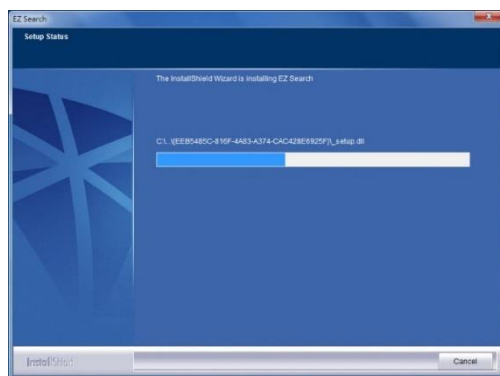 EZ Search
Setup Status
The InstallShield Wizard is installing EZ Search
C:\...\{EEB5485C-816F-4A83-A374-CAC428E6925F}\_setup.dll
InstallShield
Cancel